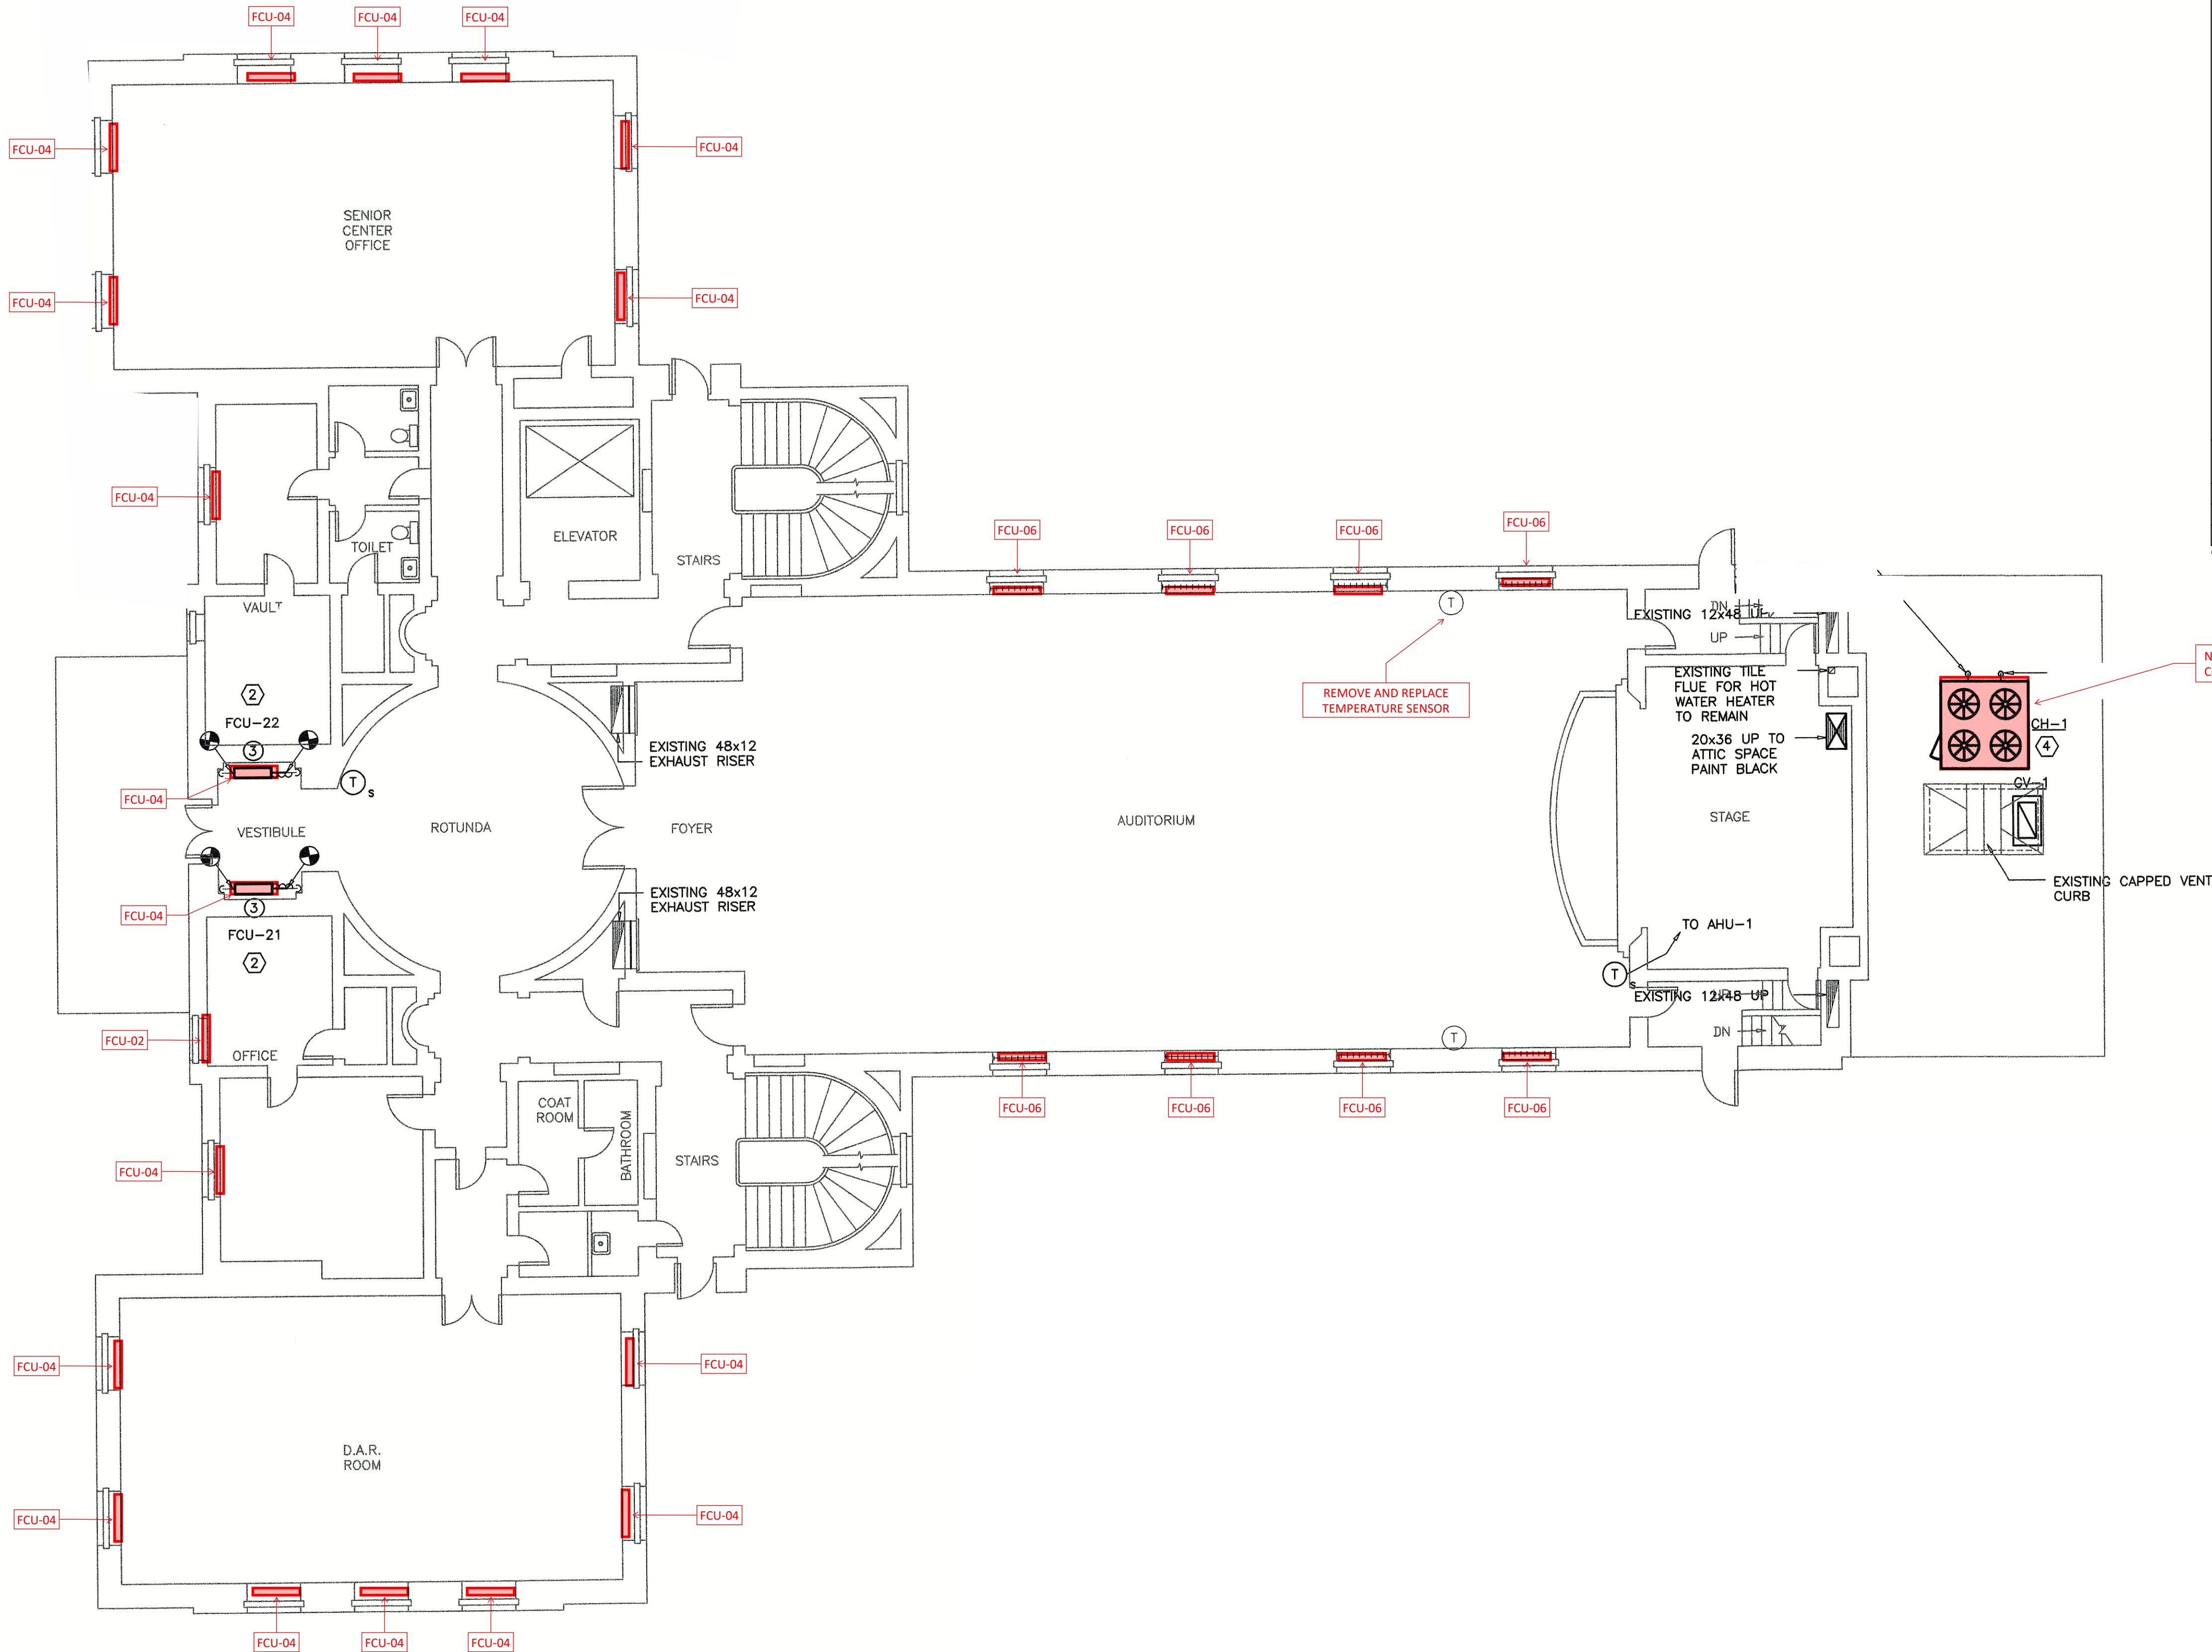 FCU-04
FCU-04
FCU-04
FCU-04
FCU-04
SENIOR
CENTER
OFFICE
FCU-04
FCU-04
FCU-04
TOILET
ELEVATOR
STAIRS
FCU-06
FCU-06
FCU-06
FCU-06
VAULT
T
DN
EXISTING 12x48
UP
REMOVE AND REPLACE
TEMPERATURE SENSOR
EXISTING TILE
FLUE FOR HOT
WATER HEATER
TO REMAIN
20x36 UP TO
ATTIC SPACE
PAINT BLACK
CH-1
4
2
FCU-22
3
EXISTING 48x12
EXHAUST RISER
FCU-04
T
S
GV-1
VESTIBULE
ROTUNDA
FOYER
AUDITORIUM
STAGE
EXISTING CAPPED VENT
CURB
EXISTING 48x12
EXHAUST RISER
FCU-04
3
FCU-21
2
TO AHU-1
T
S
EXISTING 12x48 UP
DN
T
FCU-02
OFFICE
COAT
ROOM
BATHROOM
FCU-06
FCU-06
FCU-06
FCU-06
FCU-04
STAIRS
FCU-04
FCU-04
D.A.R.
ROOM
FCU-04
FCU-04
FCU-04
FCU-04
FCU-04